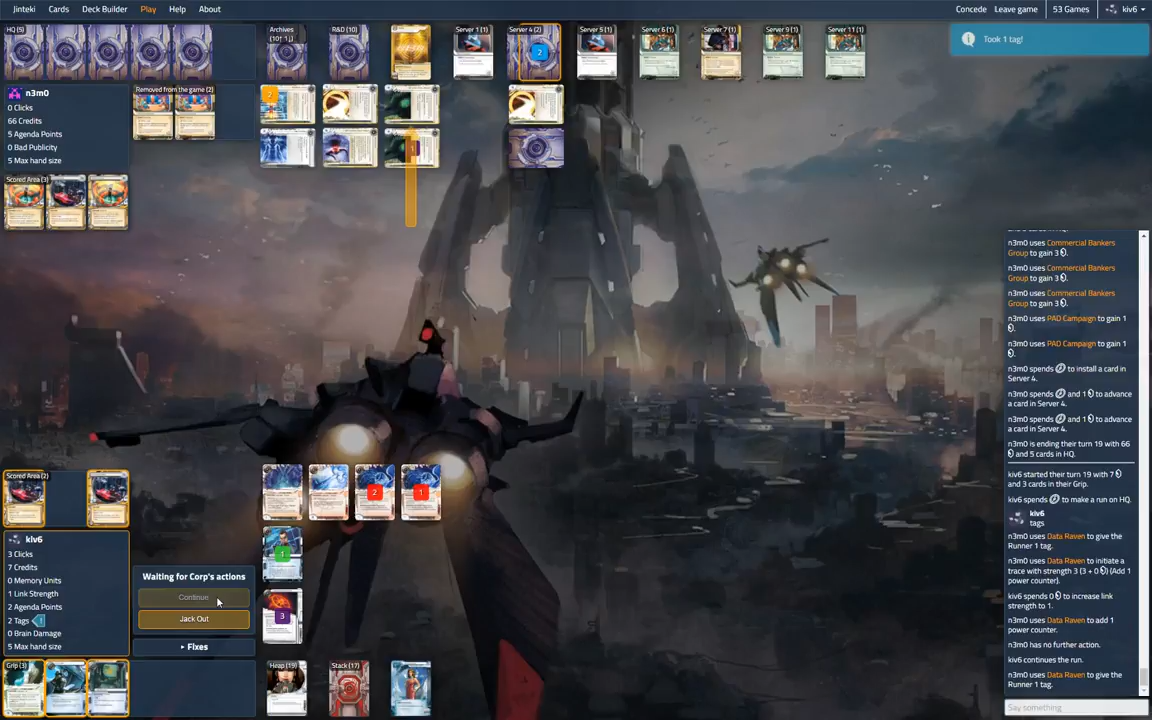 Jinteki
Cards
Deck Builder
Play
Help
About
Concede
Leave game
53 Games
kiv6
Took 1 tag!
HQ (5)
R&D (10)
Server 1 (1)
Server 4 (2)
Server 5 (1)
Server 6 (1)
Server 7 (1)
Server 9 (1)
Server 11 (1)
2
n3m0
0 Clicks
66 Credits
5 Agenda Points
0 Bad Publicity
5 Max hand size
Removed from the game (2)
2
Scored Area (3)
n3m0 uses Commercial Bankers
Group to gain 3
n3m0 uses Commercial Bankers
Group to gain 3
n3m0 uses Commercial Bankers
Group to gain 3
n3m0 uses PAD Campaign to gain 1
n3m0 uses PAD Campaign to gain 1
n3m0 spends to install a card in
Server 4.
n3m0 spends and 1 to advance
a card in Server 4.
n3m0 spends and 1 to advance
a card in Server 4.
n3m0 is ending their turn 19 with 66
and 5 cards in HQ.
kiv6 started their turn 19 with 7
and 3 cards in their Grip.
kiv6 spends to make a run on HQ.
kiv6
tags
n3m0 uses Data Raven to give the
Runner 1 tag.
n3m0 uses Data Raven to initiate a
trace with strength 3 (3 + 0) (Add 1
power counter).
kiv6 spends 0 to increase link
strength to 1.
n3m0 uses Data Raven to add 1
power counter.
n3m0 has no further action.
kiv6 continues the run.
n3m0 uses Data Raven to give the
Runner 1 tag.
Say something
Scored Area (2)
2
1
1
3
kiv6
3 Clicks
7 Credits
0 Memory Units
1 Link Strength
2 Agenda Points
2 Tags
0 Brain Damage
5 Max hand size
Waiting for Corp's actions
Continue
Jack Out
Fixes
Grip (3)
Heap (19)
Stack (17)